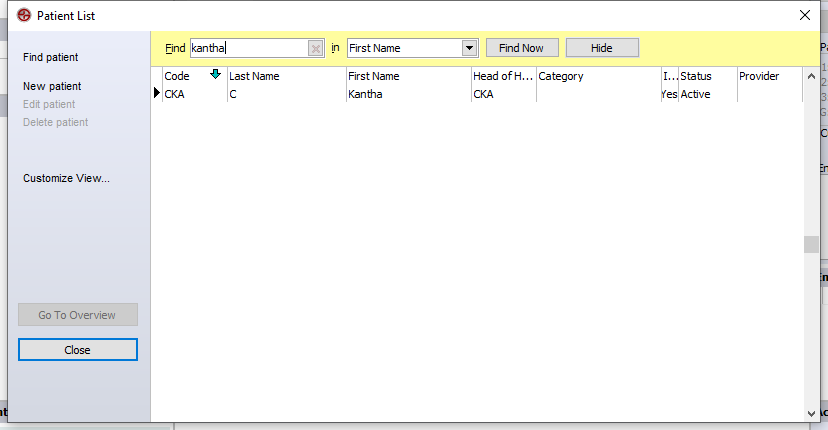 Patient List
Find patient
New patient
Edit patient
Delete patient
Customize View...
Go To Overview
Close
Find kantha in First Name Find Now Hide
Code Last Name First Name Head of H... Category I... Status Provider
CKA C Kantha CKA Yes Active